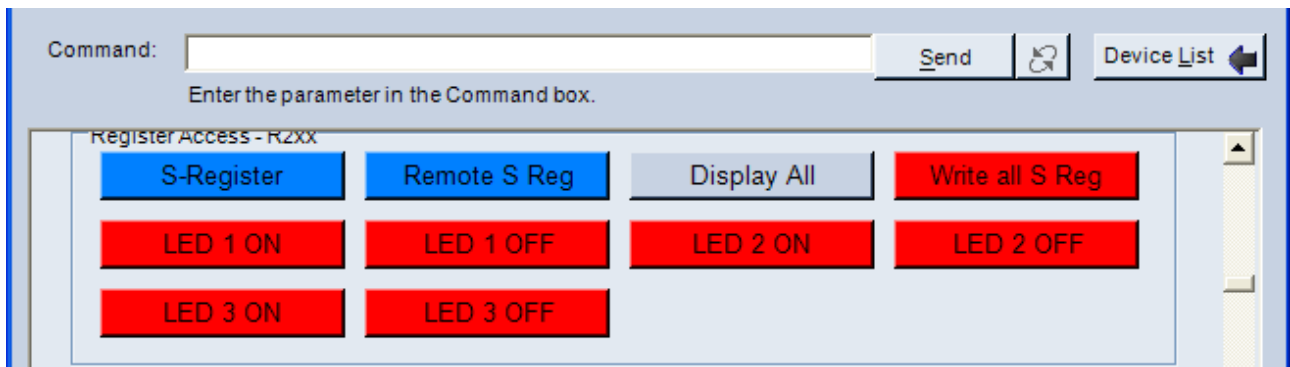 Command:
Send
Device List
Enter the parameter in the Command box.
Register Access - R2xx
S-Register
Remote S Reg
Display All
Write all S Reg
LED 1 ON
LED 1 OFF
LED 2 ON
LED 2 OFF
LED 3 ON
LED 3 OFF